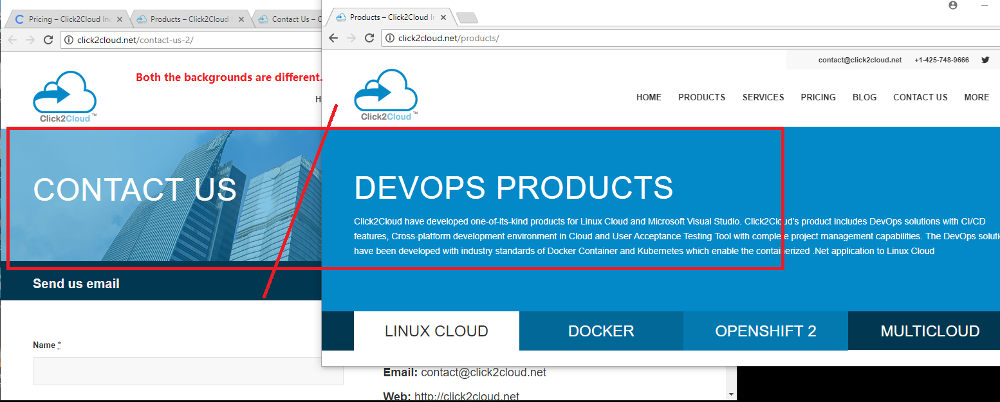 Pricing – Click2Cloud In
Products – Click2Cloud I
Contact Us – C
click2cloud.net/contact-us-2/
Both the backgrounds are different.
Click2Cloud™
H
CONTACT US
Send us email
Name *
Products – Click2Cloud In
click2cloud.net/products/
contact@click2cloud.net +1-425-748-9666
Click2Cloud™
HOME PRODUCTS SERVICES PRICING BLOG CONTACT US MORE
DEVOPS PRODUCTS
Click2Cloud have developed one-of-its-kind products for Linux Cloud and Microsoft Visual Studio. Click2Cloud's product includes DevOps solutions with CI/CD
features, Cross-platform development environment in Cloud and User Acceptance Testing Tool with complete project management capabilities. The DevOps soluti
have been developed with industry standards of Docker Container and Kubernetes which enable the containerized .Net application to Linux Cloud
LINUX CLOUD DOCKER OPENSHIFT 2 MULTICLOUD
Email: contact@click2cloud.net
Web: http://click2cloud.net